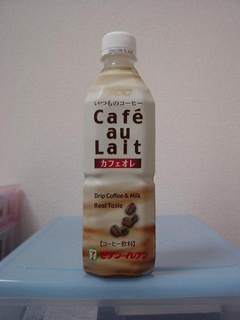 いつものコーヒー
Café
au
Lait
カフェオレ
Drip Coffee & Milk
Real Taste
【コーヒー飲料】
セブン-イレブン